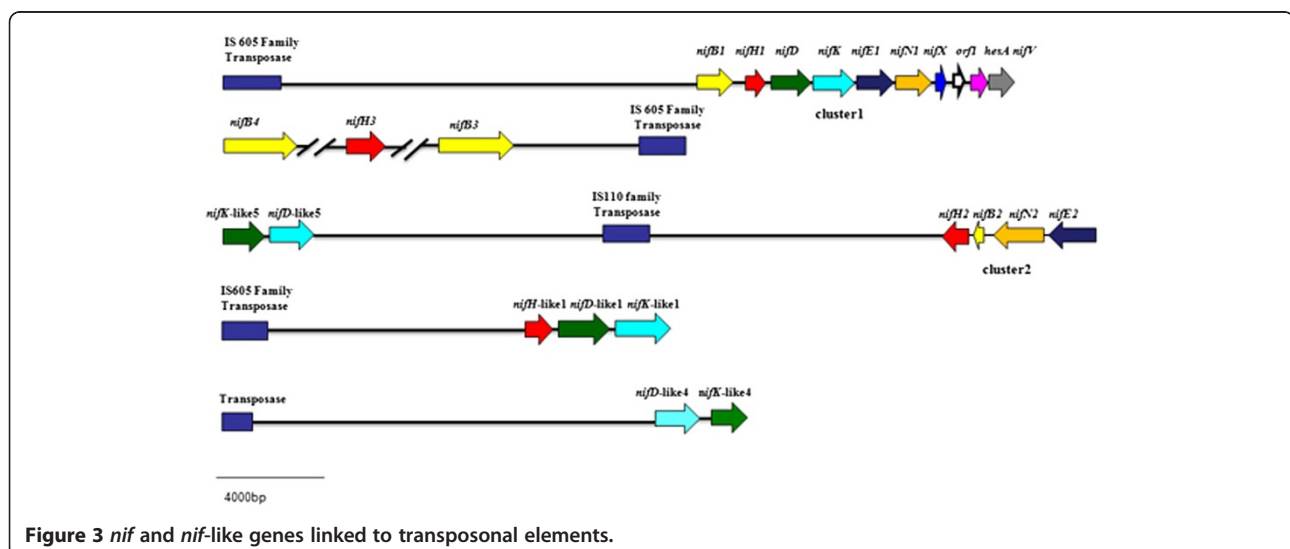 IS 605 Family
Transposase
nifB1 nifH1 nifD nifK nifE1 nifN1 nifX orf1 hesA nifV
cluster1
nifB4 nifH3 nifB3
IS 605 Family
Transposase
nifK-like5 nifD-like5
IS110 family
Transposase
nifH2 nifB2 nifN2 nifE2
cluster2
IS605 Family
Transposase
nifH-like1 nifD-like1 nifK-like1
Transposase
nifD-like4 nifK-like4
4000bp
Figure 3 nif and nif-like genes linked to transposonal elements.